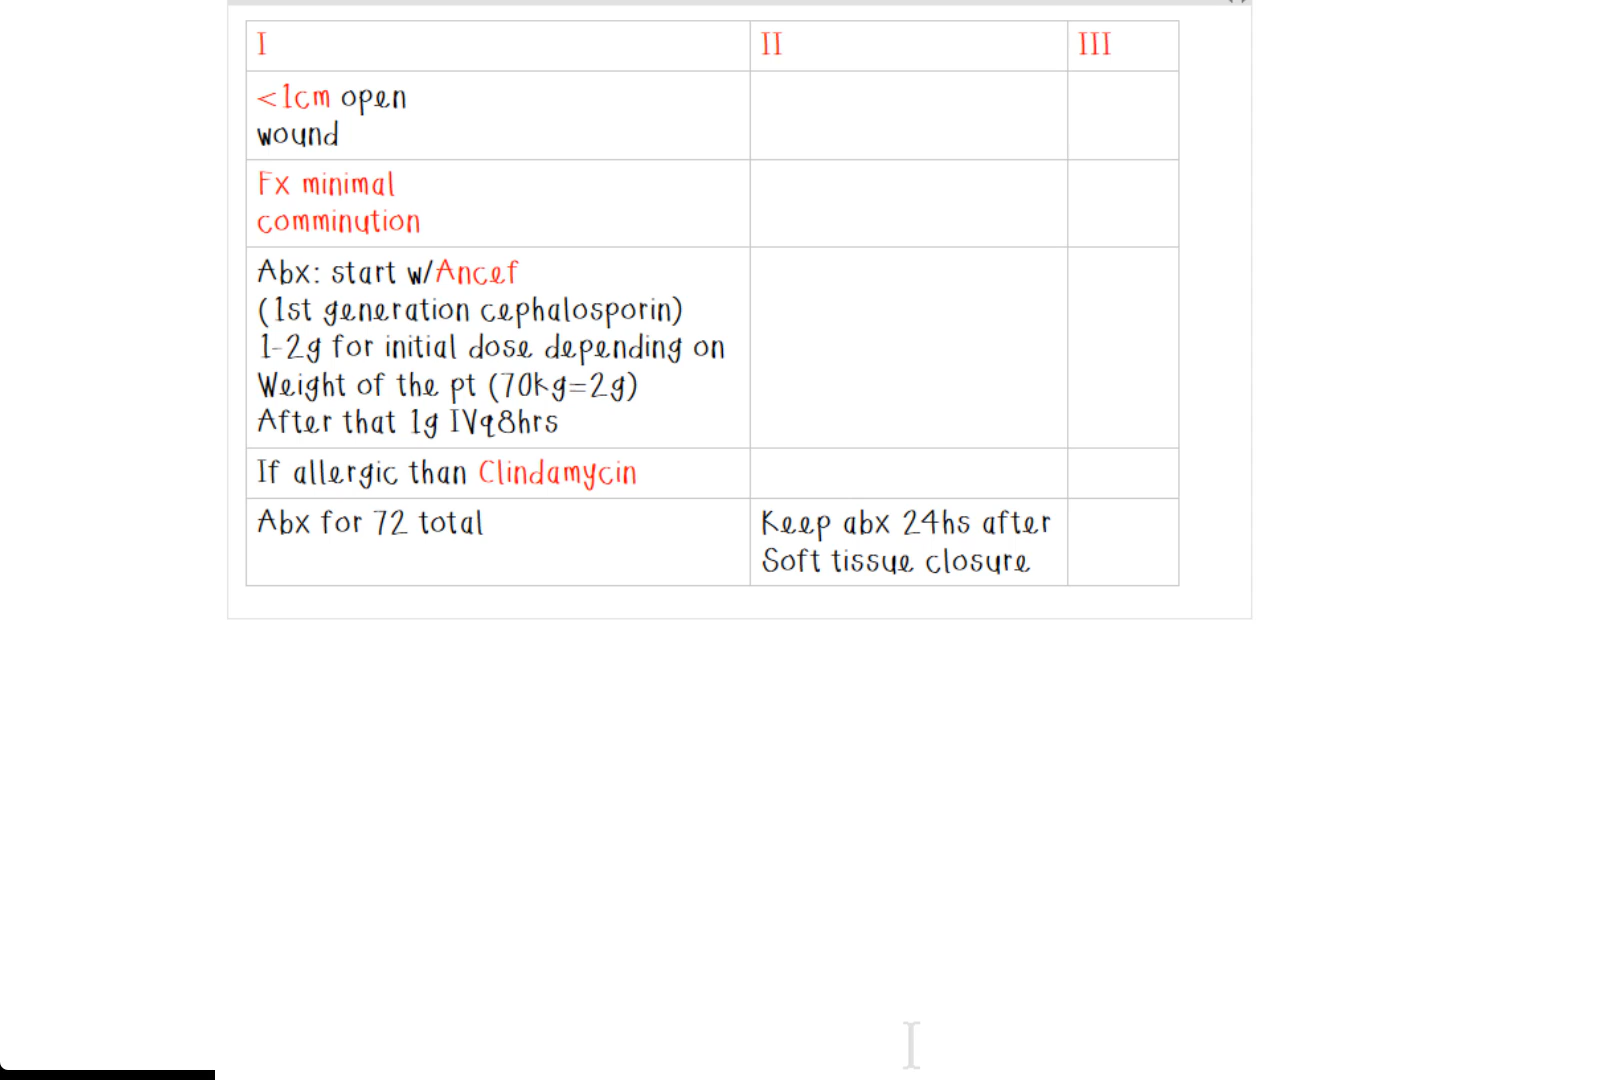 I II III
<1cm open
wound
Fx minimal
comminution
Abx: start w/Ancef
(1st generation cephalosporin)
1-2g for initial dose depending on
Weight of the pt (70kg=2g)
After that 1g IVq8hrs
If allergic than Clindamycin
Abx for 72 total
Keep abx 24hs after
Soft tissue closure